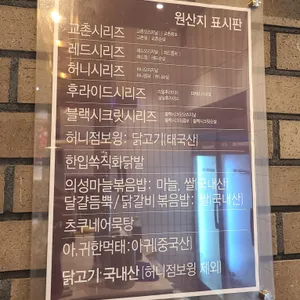 원산지 표시판
교촌시리즈
레드시리즈
허니시리즈
후라이드시리즈
블랙시크릿시리즈
허니점보윙: 닭고기(태국산)
한입쏙직화닭발
의성마늘볶음밥: 마늘, 쌀(국내산)
달걀듬뿍/닭갈비 볶음밥: 쌀(국내산)
츠쿠네어묵탕
아, 귀한먹태: 아귀(중국산)
닭고기 국내산 [허니점보윙 제외]